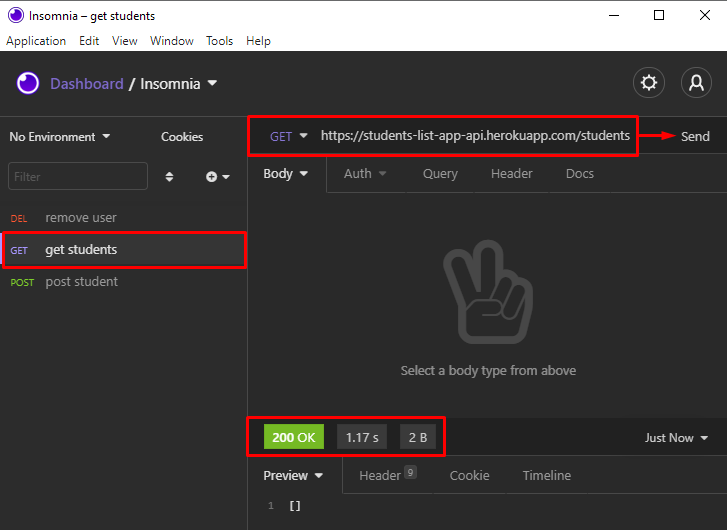 Insomnia – get students
Application Edit View Window Tools Help
Dashboard / Insomnia
No Environment Cookies
GET https://students-list-app-api.herokuapp.com/students Send
Filter
Body Auth Query Header Docs
DEL remove user
GET get students
POST post student
Select a body type from above
200 OK 1.17 s 2 B Just Now
Preview Header 9 Cookie Timeline
1 []